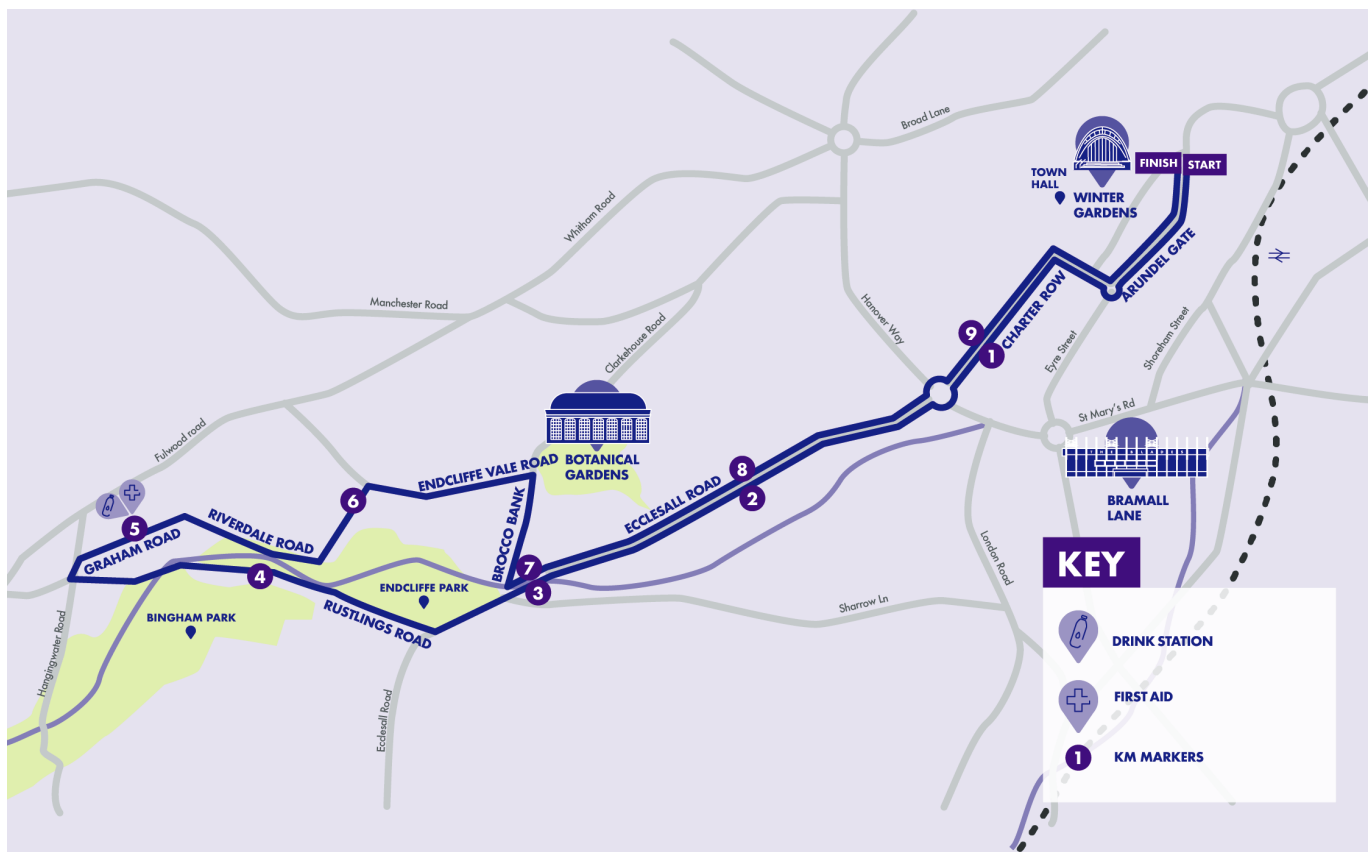 Broad Lane
FINISH
START
TOWN
HALL
WINTER
GARDENS
Whitham Road
ARUNDEL GATE
Manchester Road
Hanover Way
Clarkehouse Road
9
1
CHARTER ROW
Eyre Street
Shoreham Street
St Mary's Rd
Fulwood road
BOTANICAL
GARDENS
ENDCLIFFE VALE ROAD
8
2
ECCLESALL ROAD
BRAMALL
LANE
6
5
GRAHAM ROAD
RIVERDALE ROAD
BROCCO BANK
7
3
4
ENDCLIFFE PARK
RUSTLINGS ROAD
BINGHAM PARK
Sharrow Ln
London Road
Hangingwater Road
Ecclesall Road
KEY
DRINK STATION
FIRST AID
1
KM MARKERS